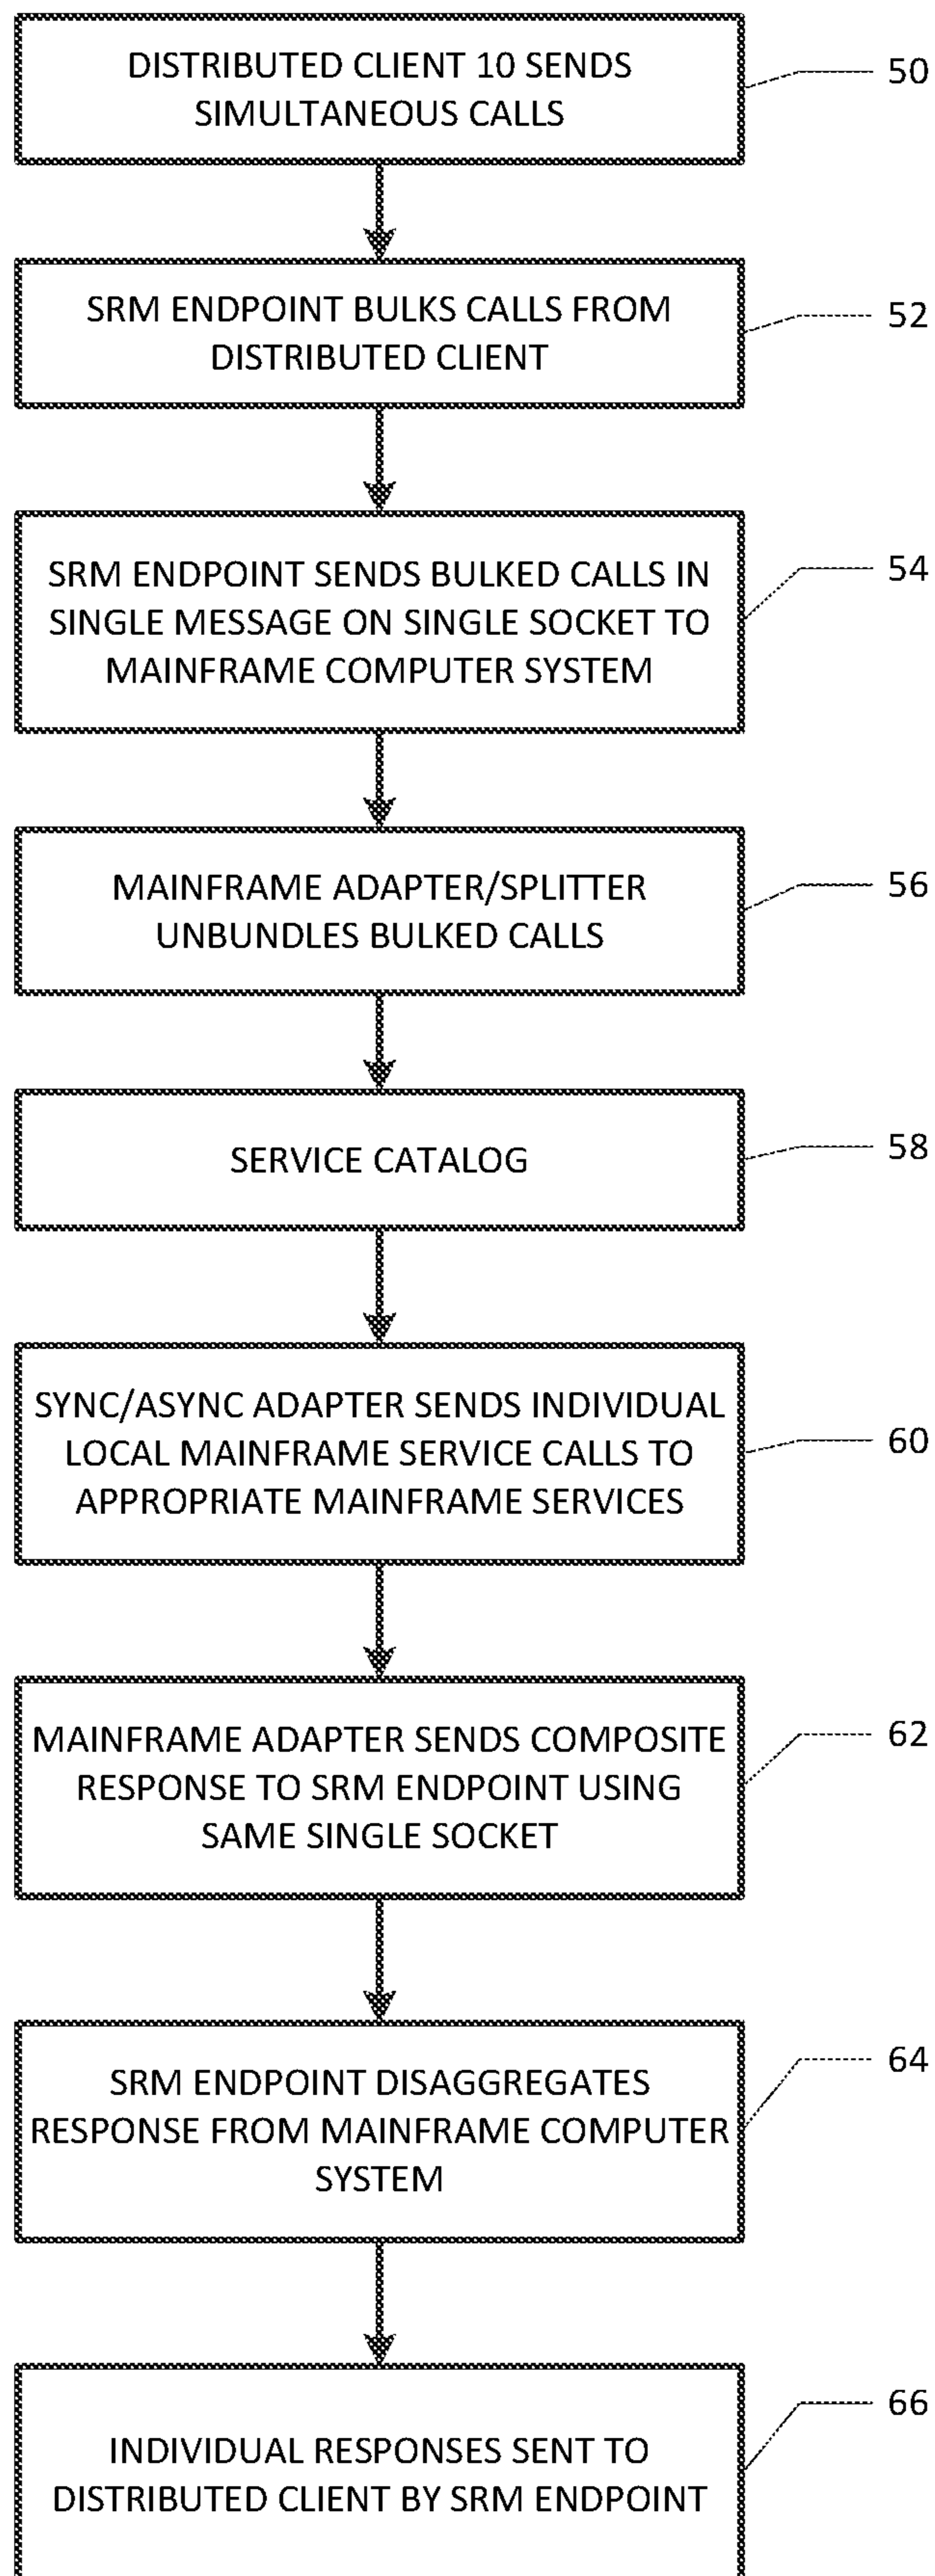 DISTRIBUTED CLIENT 10 SENDS
SIMULTANEOUS CALLS
50
SRM ENDPOINT BULKS CALLS FROM
DISTRIBUTED CLIENT
52
SRM ENDPOINT SENDS BULKED CALLS IN
SINGLE MESSAGE ON SINGLE SOCKET TO
MAINFRAME COMPUTER SYSTEM
54
MAINFRAME ADAPTER/SPLITTER
UNBUNDLES BULKED CALLS
56
SERVICE CATALOG
58
SYNC/ASYNC ADAPTER SENDS INDIVIDUAL
LOCAL MAINFRAME SERVICE CALLS TO
APPROPRIATE MAINFRAME SERVICES
60
MAINFRAME ADAPTER SENDS COMPOSITE
RESPONSE TO SRM ENDPOINT USING
SAME SINGLE SOCKET
62
SRM ENDPOINT DISAGGREGATES
RESPONSE FROM MAINFRAME COMPUTER
SYSTEM
64
INDIVIDUAL RESPONSES SENT TO
DISTRIBUTED CLIENT BY SRM ENDPOINT
66